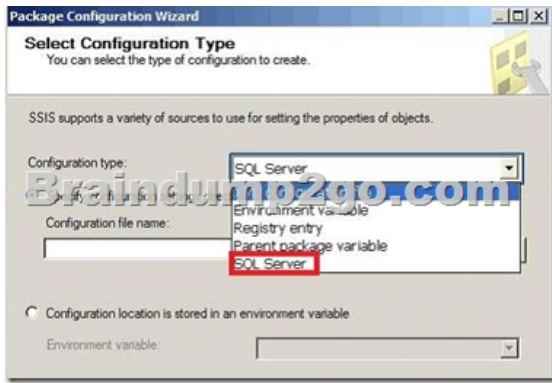 Package Configuration Wizard
Select Configuration Type
You can select the type of configuration to create.
SSIS supports a variety of sources to use for setting the properties of objects.
Configuration type:
SQL Server
Braindump2go.com
Environment variable
Registry entry
Parent package variable
SQL Server
Configuration file name:
Configuration location is stored in an environment variable
Environment variable: